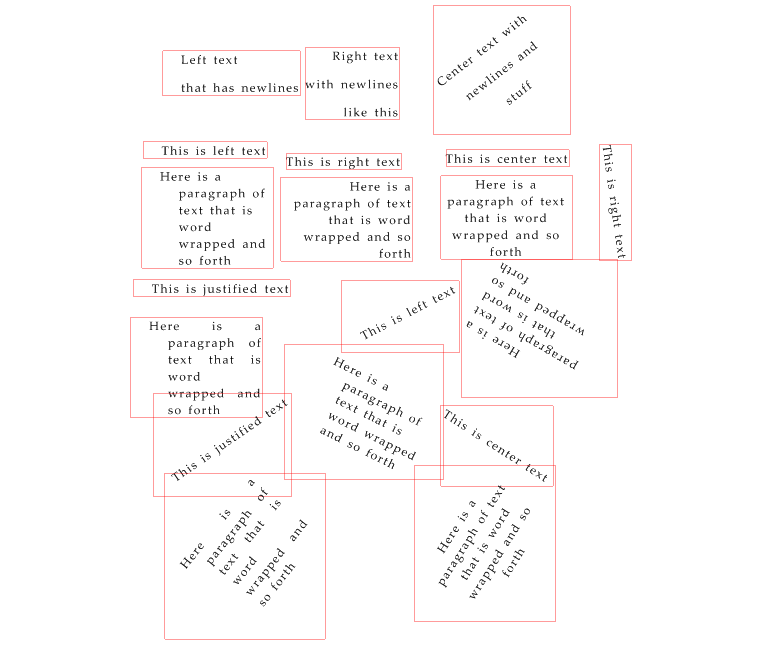 Left text
that has newlines
Right text
with newlines
like this
Center text with
newlines and
stuff
This is left text
This is right text
This is center text
This is right text
Here is a
paragraph of
text that is
word
wrapped and
so forth
Here is a
paragraph of text
that is word
wrapped and so
forth
Here is a
paragraph of text
that is word
wrapped and so
forth
This is justified text
This is left text
Here is a
paragraph of text
that is word
wrapped and so
forth
Here is a
paragraph of
text that is
word
wrapped and
so forth
Here is a
paragraph of
text that is
word wrapped
and so forth
This is justified text
This is center text
Here is a
paragraph of
text that is
word
wrapped and
so forth
Here is a
paragraph of text
that is word
wrapped and so
forth